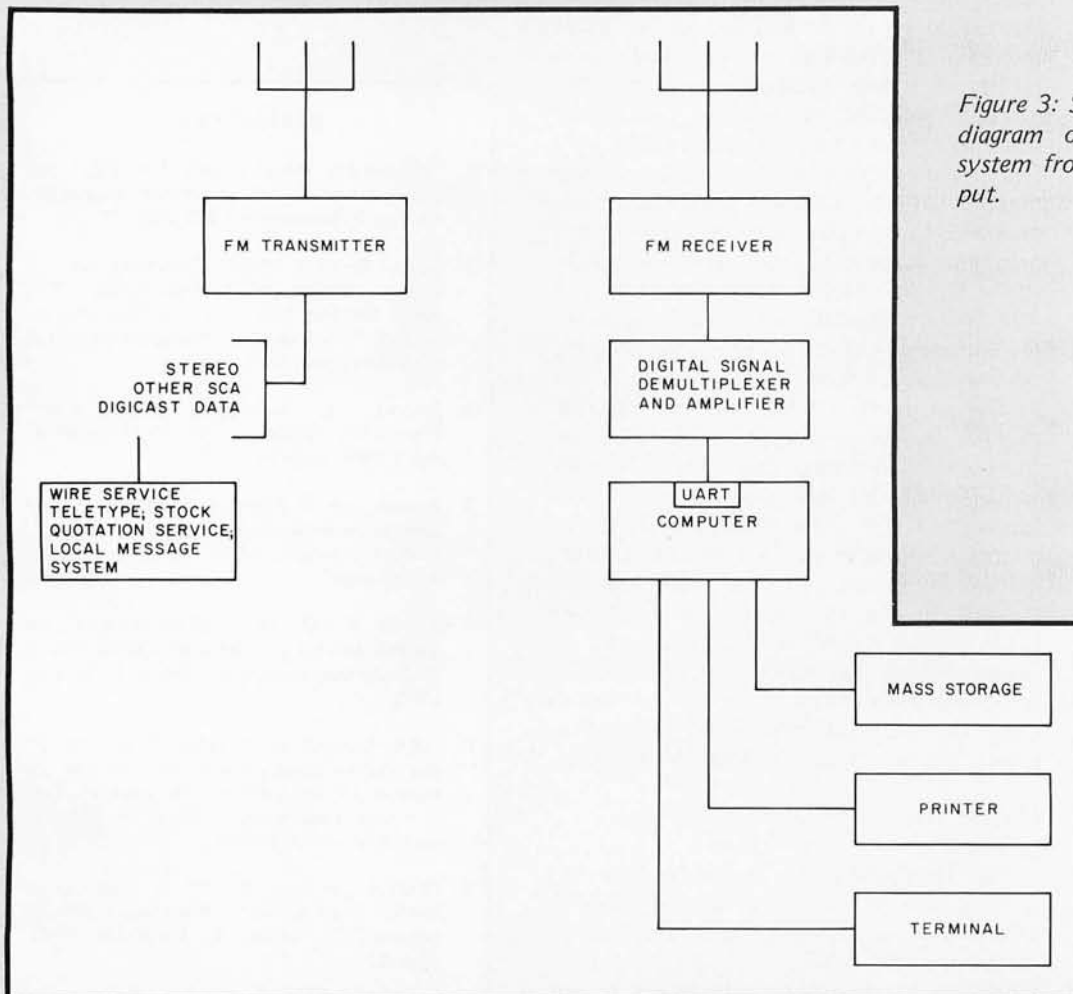 Figure 3:
diagram
system
put.
FM TRANSMITTER
FM RECEIVER
STEREO
OTHER SCA
DIGICAST DATA
DIGITAL SIGNAL
DEMULTIPLEXER
AND AMPLIFIER
WIRE SERVICE
TELETYPE; STOCK
QUOTATION SERVICE;
LOCAL MESSAGE
SYSTEM
UART
COMPUTER
MASS STORAGE
PRINTER
TERMINAL